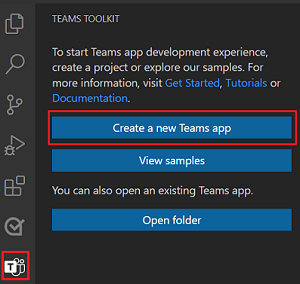 TEAMS TOOLKIT
To start Teams app development experience,
create a project or explore our samples. For
more information, visit Get Started, Tutorials or
Documentation.
Create a new Teams app
View samples
You can also open an existing Teams app.
Open folder
T